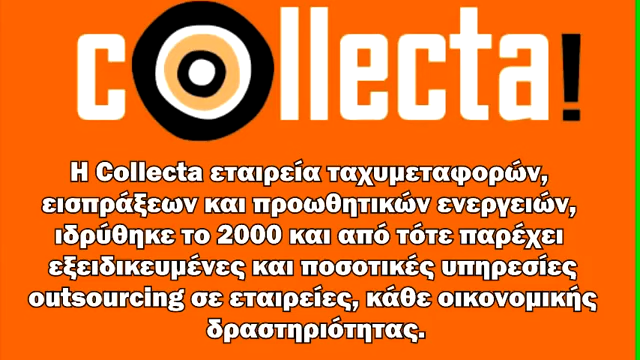 collecta!
Η Collecta εταιρεία ταχυμεταφορών,
εισπράξεων και προωθητικών ενεργειών,
ιδρύθηκε το 2000 και από τότε παρέχει
εξειδικευμένες και ποσοτικές υπηρεσίες
outsourcing σε εταιρείες, κάθε οικονομικής
δραστηριότητας.